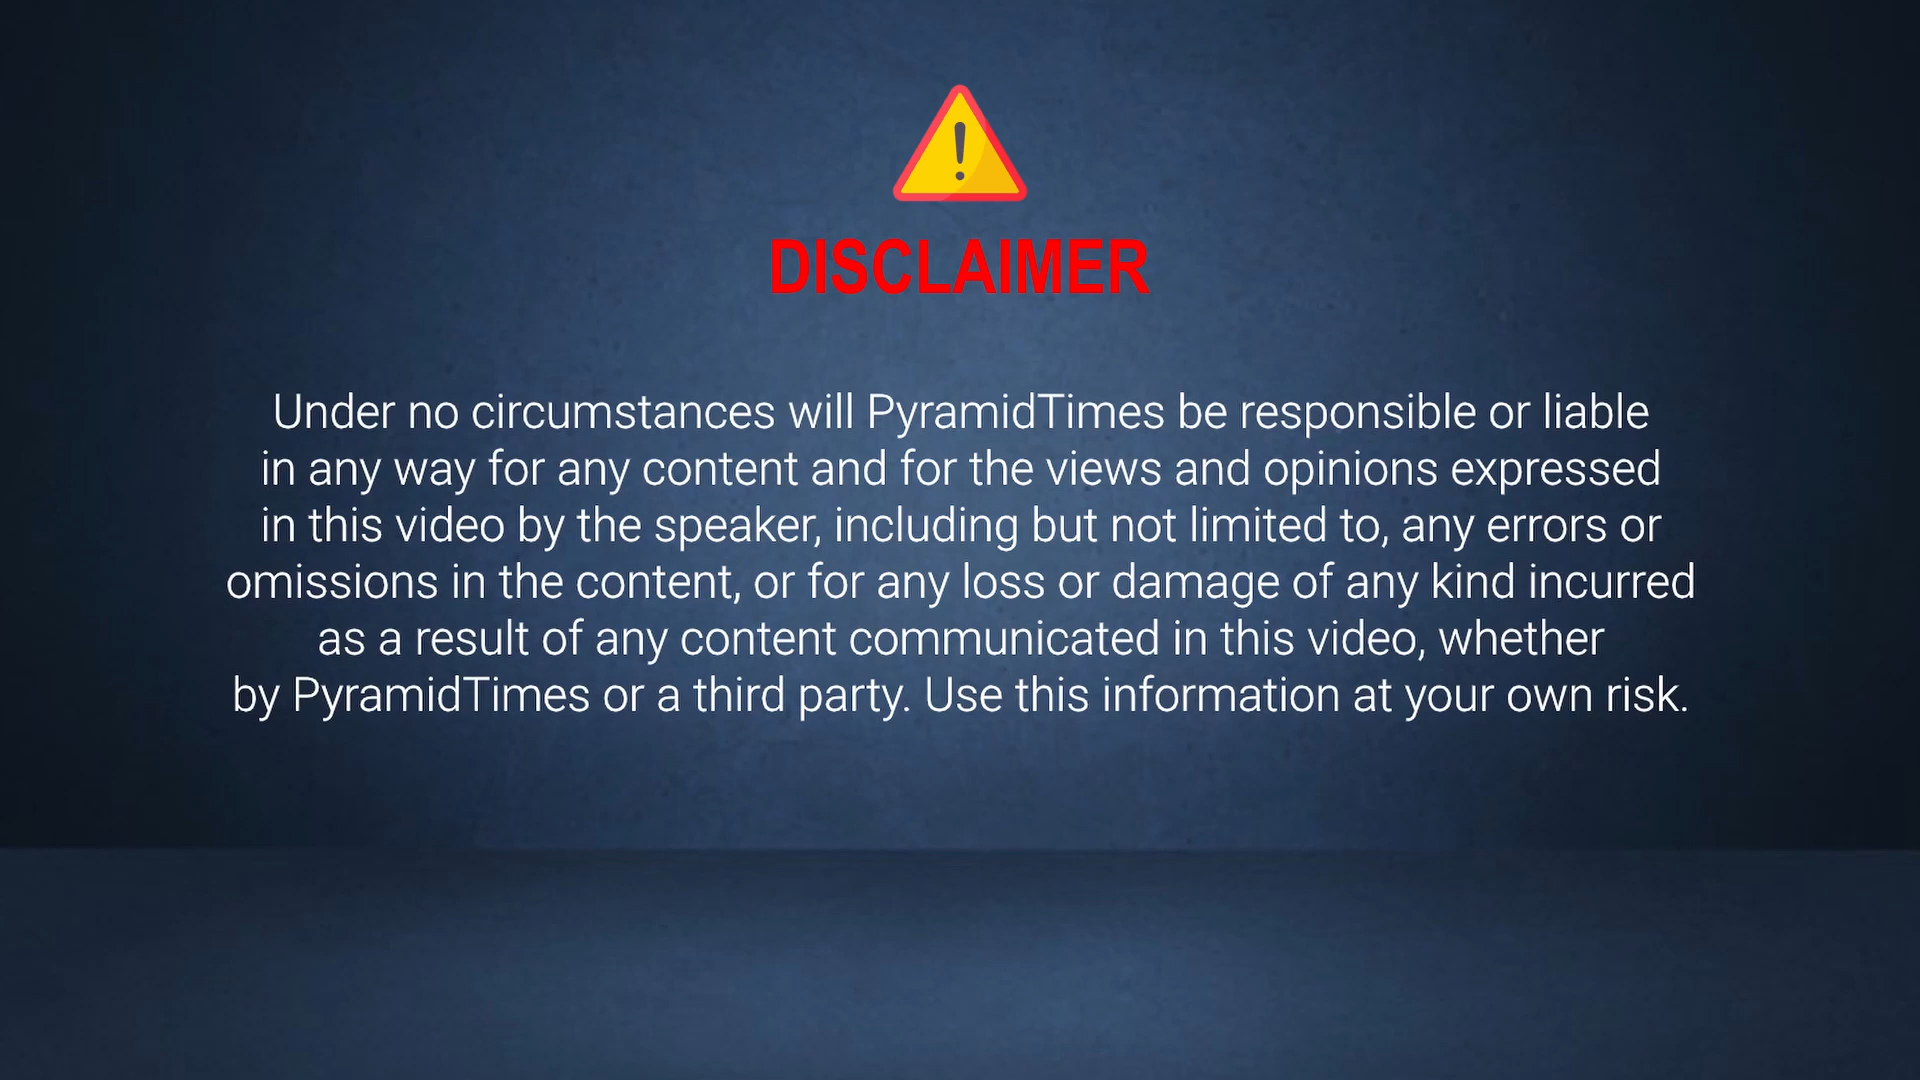 DISCLAIMER
Under no circumstances will PyramidTimes be responsible or liable
in any way for any content and for the views and opinions expressed
in this video by the speaker, including but not limited to, any errors or
omissions in the content, or for any loss or damage of any kind incurred
as a result of any content communicated in this video, whether
by PyramidTimes or a third party. Use this information at your own risk.